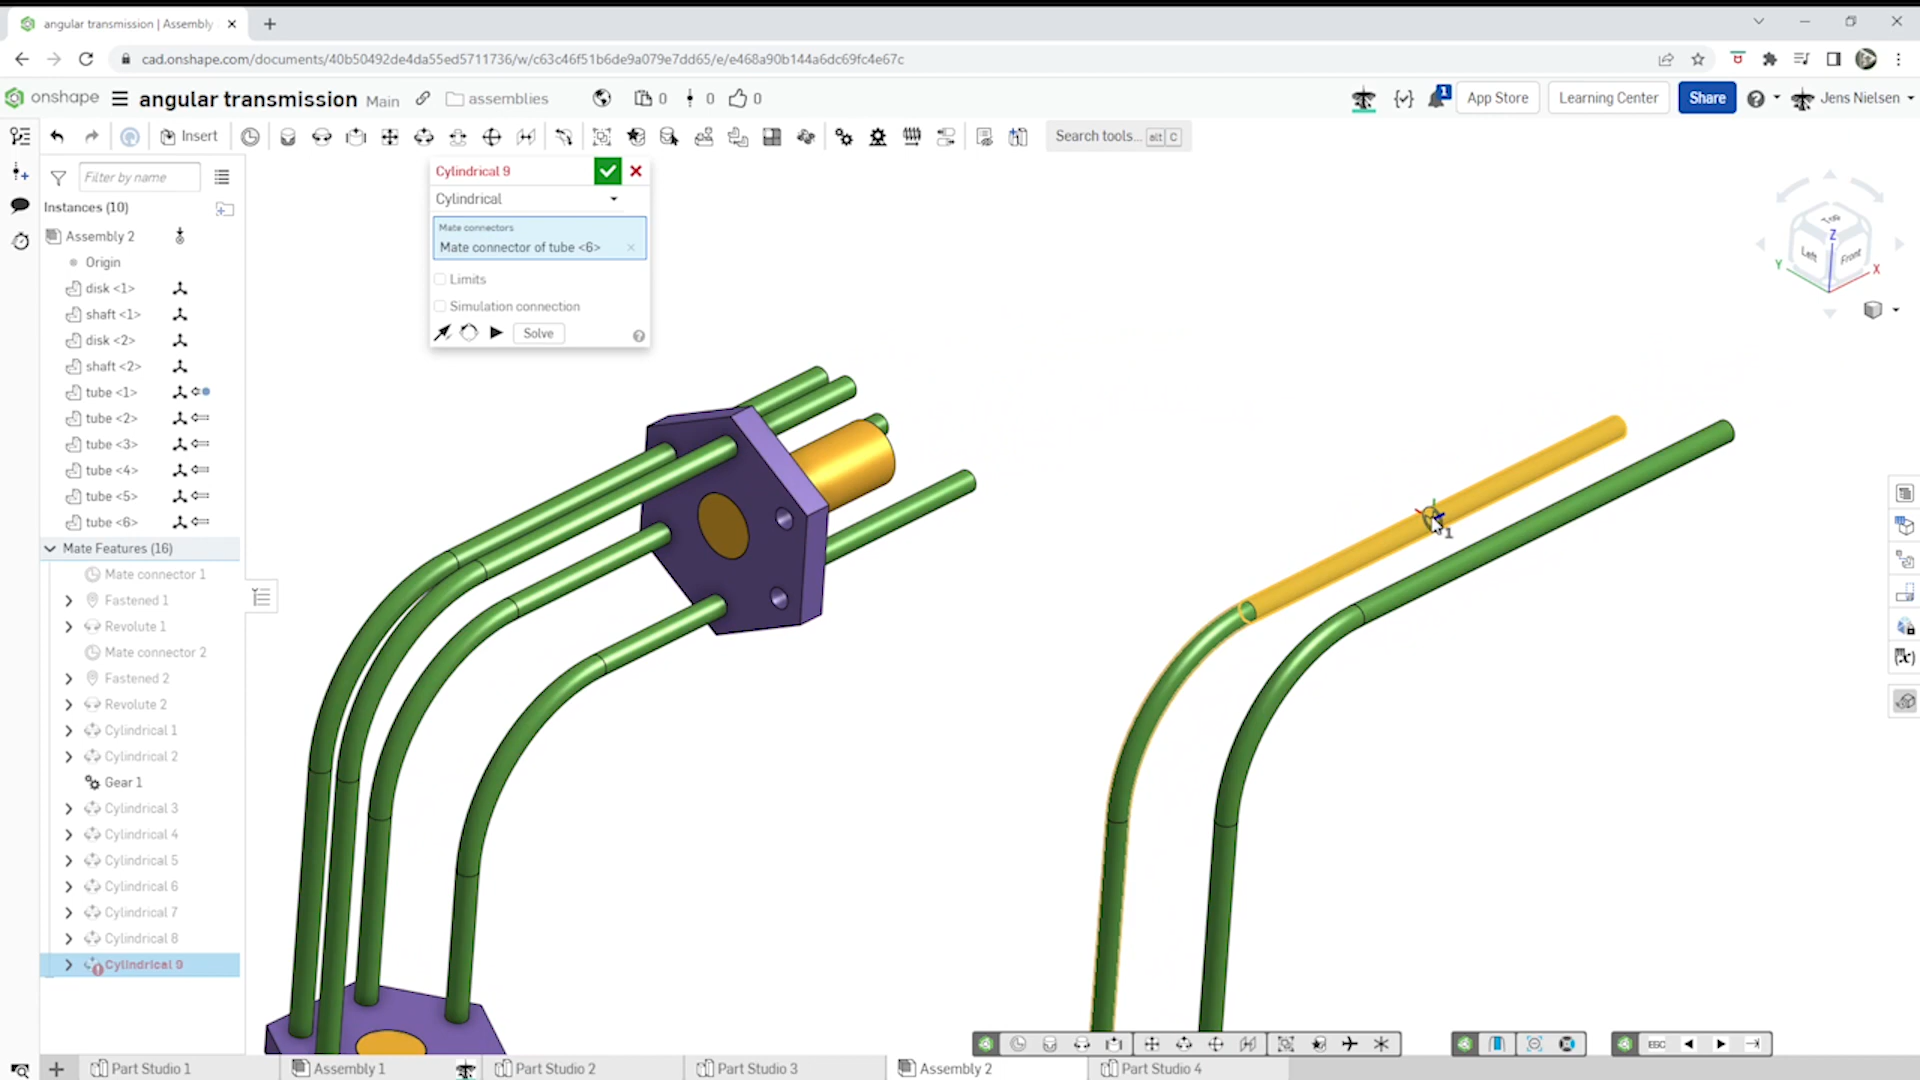 angular transmission | Assembly
cad.onshape.com/documents/40b50492de4da55ed5711736/w/c63c46f51b6de9a079e7dd65/e/e468a90b144a6dc69fc4e67c
onshape angular transmission Main assemblies 0 0 0 1 App Store Learning Center Share Jens Nielsen
Insert Search tools... alt C
Filter by name
Instances (10)
Assembly 2
Origin
disk <1>
shaft <1>
disk <2>
shaft <2>
tube <1>
tube <2>
tube <3>
tube <4>
tube <5>
tube <6>
Mate Features (16)
Mate connector 1
Fastened 1
Revolute 1
Mate connector 2
Fastened 2
Revolute 2
Cylindrical 1
Cylindrical 2
Gear 1
Cylindrical 3
Cylindrical 4
Cylindrical 5
Cylindrical 6
Cylindrical 7
Cylindrical 8
Cylindrical 9
Cylindrical 9
Cylindrical
Mate connectors
Mate connector of tube <6>
Limits
Simulation connection
Solve
Top
Z
Left Front
Y X
1
(x)
ESC
Part Studio 1 Assembly 1 Part Studio 2 Part Studio 3 Assembly 2 Part Studio 4